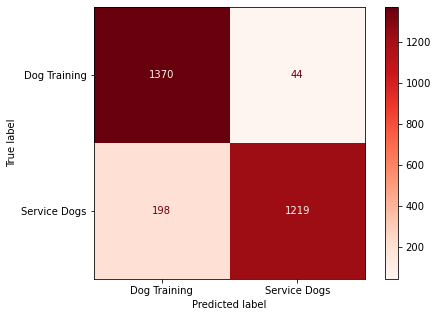 Dog Training
1370
44
Service Dogs
198
1219
Dog Training
Service Dogs
Predicted label
True label
1200
1000
800
600
400
200